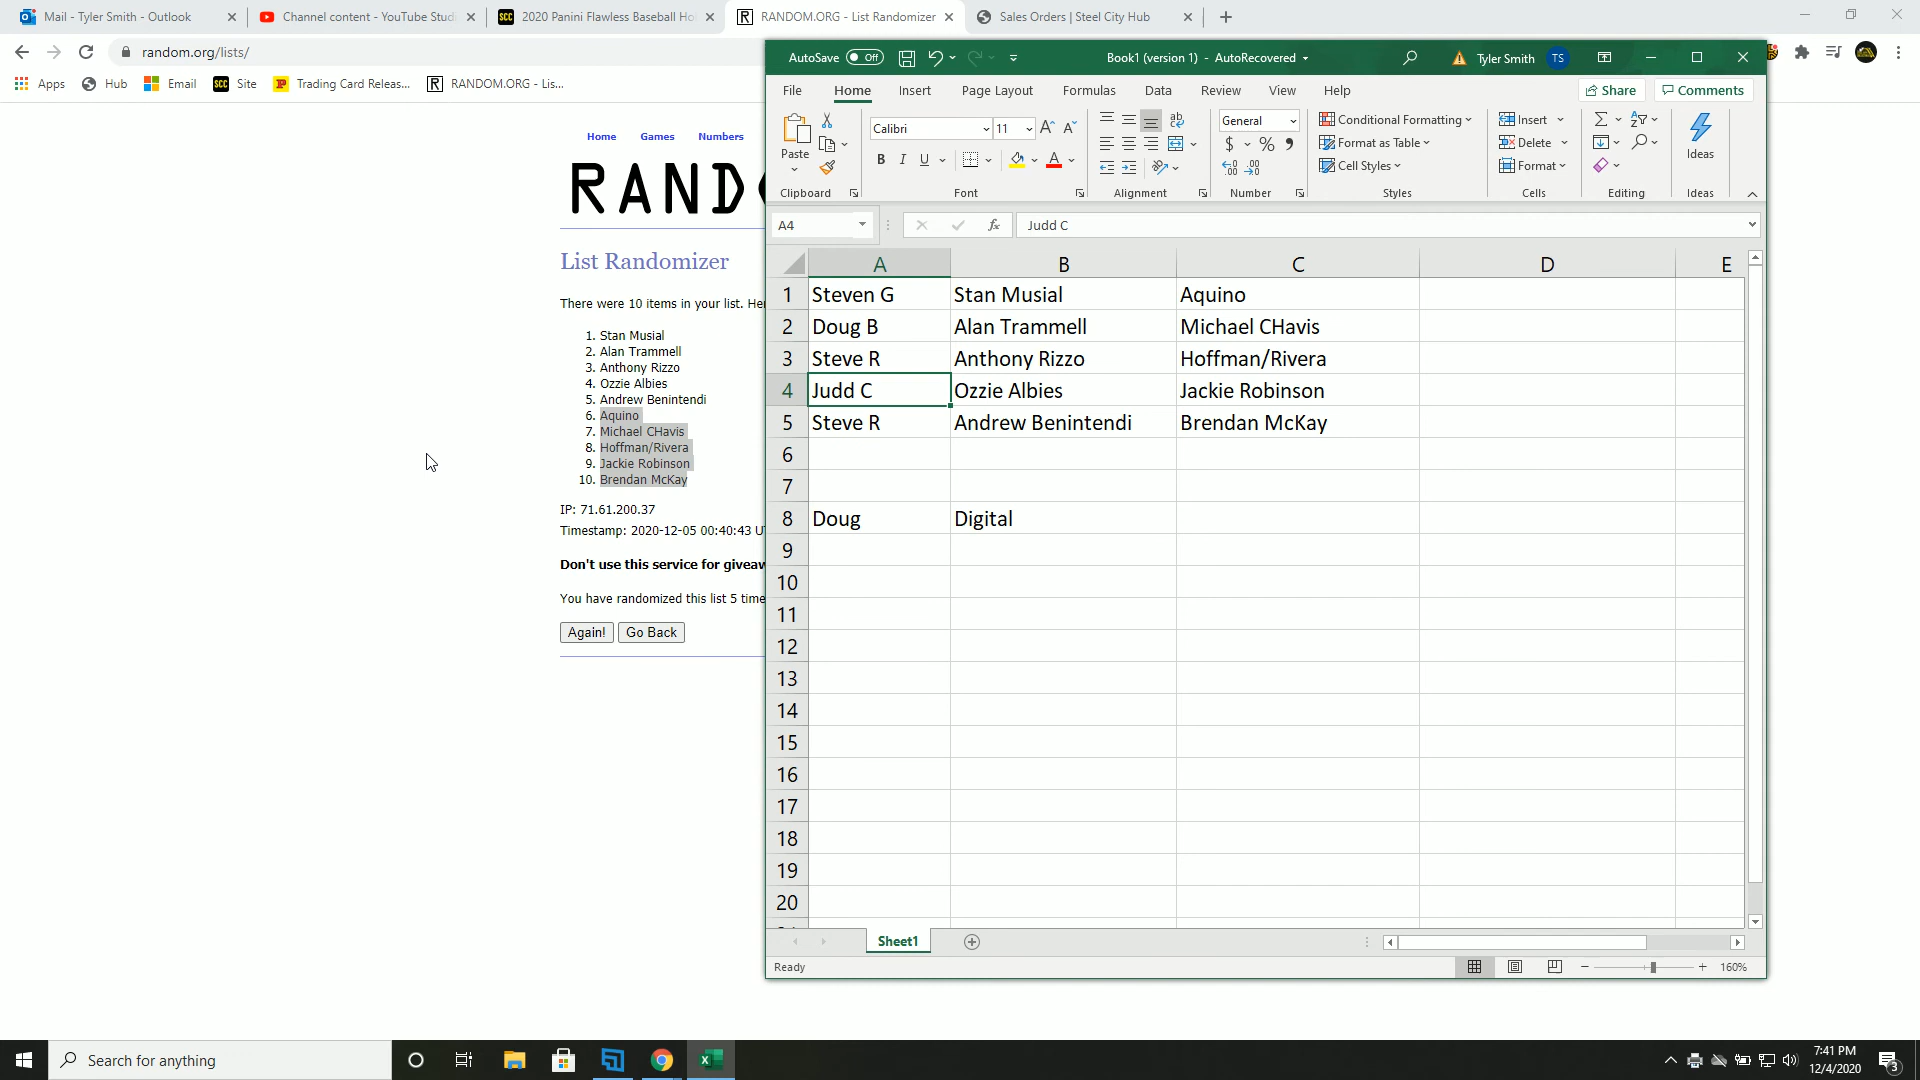 Mail - Tyler Smith - Outlook
Channel content - YouTube Studi
2020 Panini Flawless Baseball Ho
RANDOM.ORG - List Randomizer
Sales Orders | Steel City Hub
random.org/lists/
Apps
Hub
Email
Site
Trading Card Releas...
RANDOM.ORG - Lis...
Home Games Numbers
RANDO
List Randomizer
There were 10 items in your list. Her
1. Stan Musial
2. Alan Trammell
3. Anthony Rizzo
4. Ozzie Albies
5. Andrew Benintendi
6. Aquino
7. Michael CHavis
8. Hoffman/Rivera
9. Jackie Robinson
10. Brendan McKay
IP: 71.61.200.37
Timestamp: 2020-12-05 00:40:43 U
Don't use this service for giveaw
You have randomized this list 5 time
Again! Go Back
AutoSave Off
Book1 (version 1) - AutoRecovered
Tyler Smith TS
File Home Insert Page Layout Formulas Data Review View Help
Share Comments
Paste
Calibri 11
B I U
General
$ % 9
Conditional Formatting
Format as Table
Cell Styles
Insert
Delete
Format
Ideas
Clipboard Font Alignment Number Styles Cells Editing Ideas
A4 fx Judd C
A B C D E
1 Steven G Stan Musial Aquino
2 Doug B Alan Trammell Michael CHavis
3 Steve R Anthony Rizzo Hoffman/Rivera
4 Judd C Ozzie Albies Jackie Robinson
5 Steve R Andrew Benintendi Brendan McKay
6
7
8 Doug Digital
9
10
11
12
13
14
15
16
17
18
19
20
Sheet1
Ready
160%
Search for anything
7:41 PM
12/4/2020
3